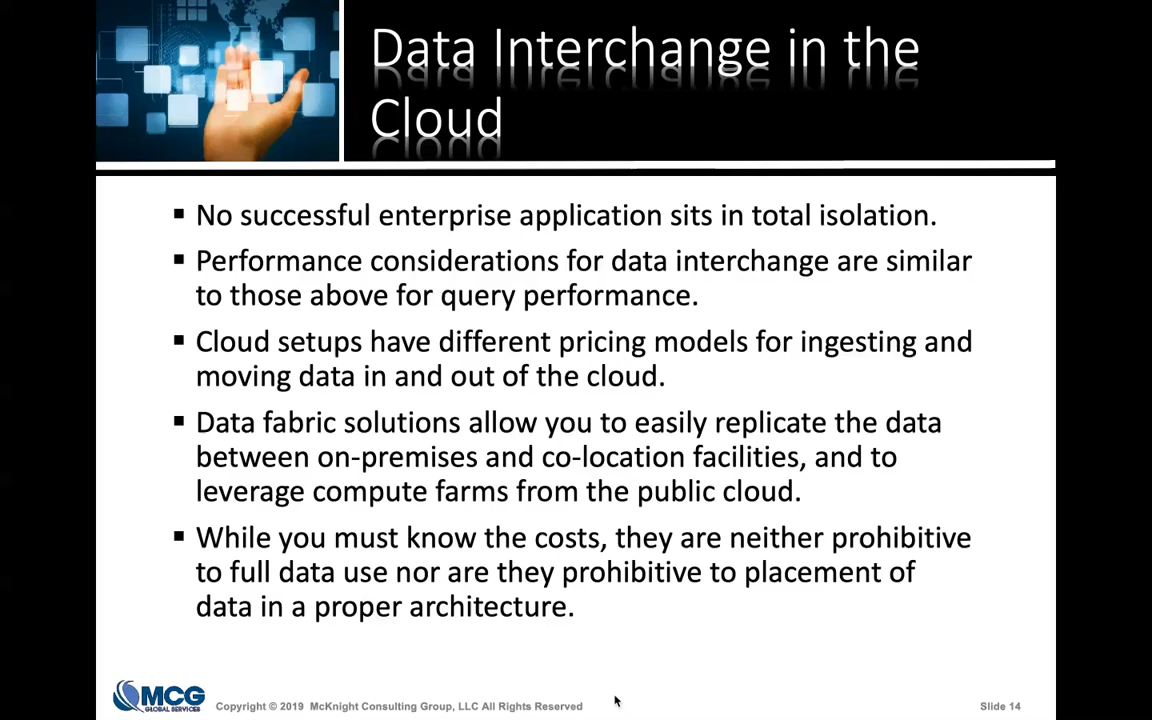 Data Interchange in the
Cloud
▪ No successful enterprise application sits in total isolation.
▪ Performance considerations for data interchange are similar
to those above for query performance.
▪ Cloud setups have different pricing models for ingesting and
moving data in and out of the cloud.
▪ Data fabric solutions allow you to easily replicate the data
between on-premises and co-location facilities, and to
leverage compute farms from the public cloud.
▪ While you must know the costs, they are neither prohibitive
to full data use nor are they prohibitive to placement of
data in a proper architecture.
MCG
GLOBAL SERVICES
Copyright © 2019 McKnight Consulting Group, LLC All Rights Reserved
Slide 14